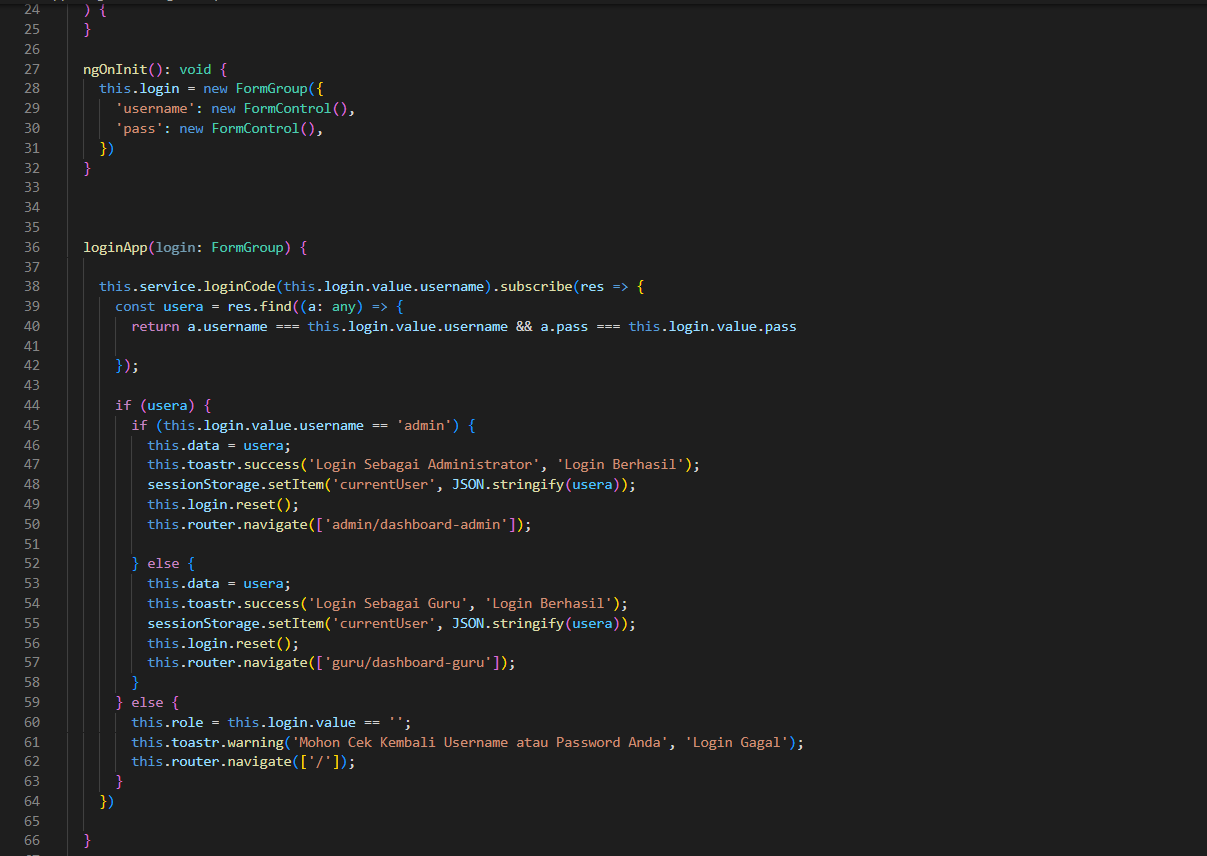 24 ) {
25 }
26
27 ngOnInit(): void {
28 this.login = new FormGroup({
29 'username': new FormControl(),
30 'pass': new FormControl(),
31 })
32 }
33
34
35
36 loginApp(login: FormGroup) {
37
38 this.service.loginCode(this.login.value.username).subscribe(res => {
39 const usera = res.find((a: any) => {
40 return a.username === this.login.value.username && a.pass === this.login.value.pass
41
42 });
43
44 if (usera) {
45 if (this.login.value.username == 'admin') {
46 this.data = usera;
47 this.toastr.success('Login Sebagai Administrator', 'Login Berhasil');
48 sessionStorage.setItem('currentUser', JSON.stringify(usera));
49 this.login.reset();
50 this.router.navigate(['admin/dashboard-admin']);
51
52 } else {
53 this.data = usera;
54 this.toastr.success('Login Sebagai Guru', 'Login Berhasil');
55 sessionStorage.setItem('currentUser', JSON.stringify(usera));
56 this.login.reset();
57 this.router.navigate(['guru/dashboard-guru']);
58 }
59 } else {
60 this.role = this.login.value == '';
61 this.toastr.warning('Mohon Cek Kembali Username atau Password Anda', 'Login Gagal');
62 this.router.navigate(['/']);
63 }
64 })
65
66 }